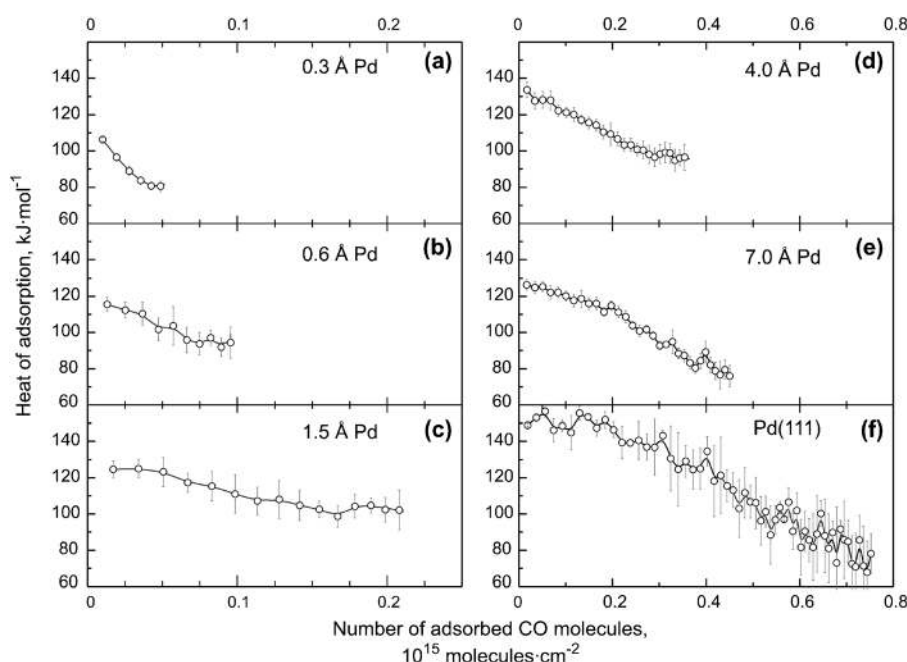 0 0.1 0.2
0 0.2 0.4 0.6 0.8
140
120
100
80
60
0.3 Å Pd (a)
140
120
100
80
60
4.0 Å Pd (d)
140
120
100
80
60
0.6 Å Pd (b)
140
120
100
80
60
7.0 Å Pd (e)
140
120
100
80
60
1.5 Å Pd (c)
140
120
100
80
60
Pd(111) (f)
0 0.1 0.2
0 0.2 0.4 0.6 0.8
Heat of adsorption, kJ·mol⁻¹
Number of adsorbed CO molecules,
10¹⁵ molecules·cm⁻²